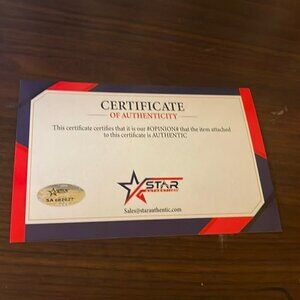 CERTIFICATE
OF AUTHENTICITY
This certificate certifies that it is our #OPINION# that the item attached
to this certificate is AUTHENTIC
STAR
Sales@starauthentic.com